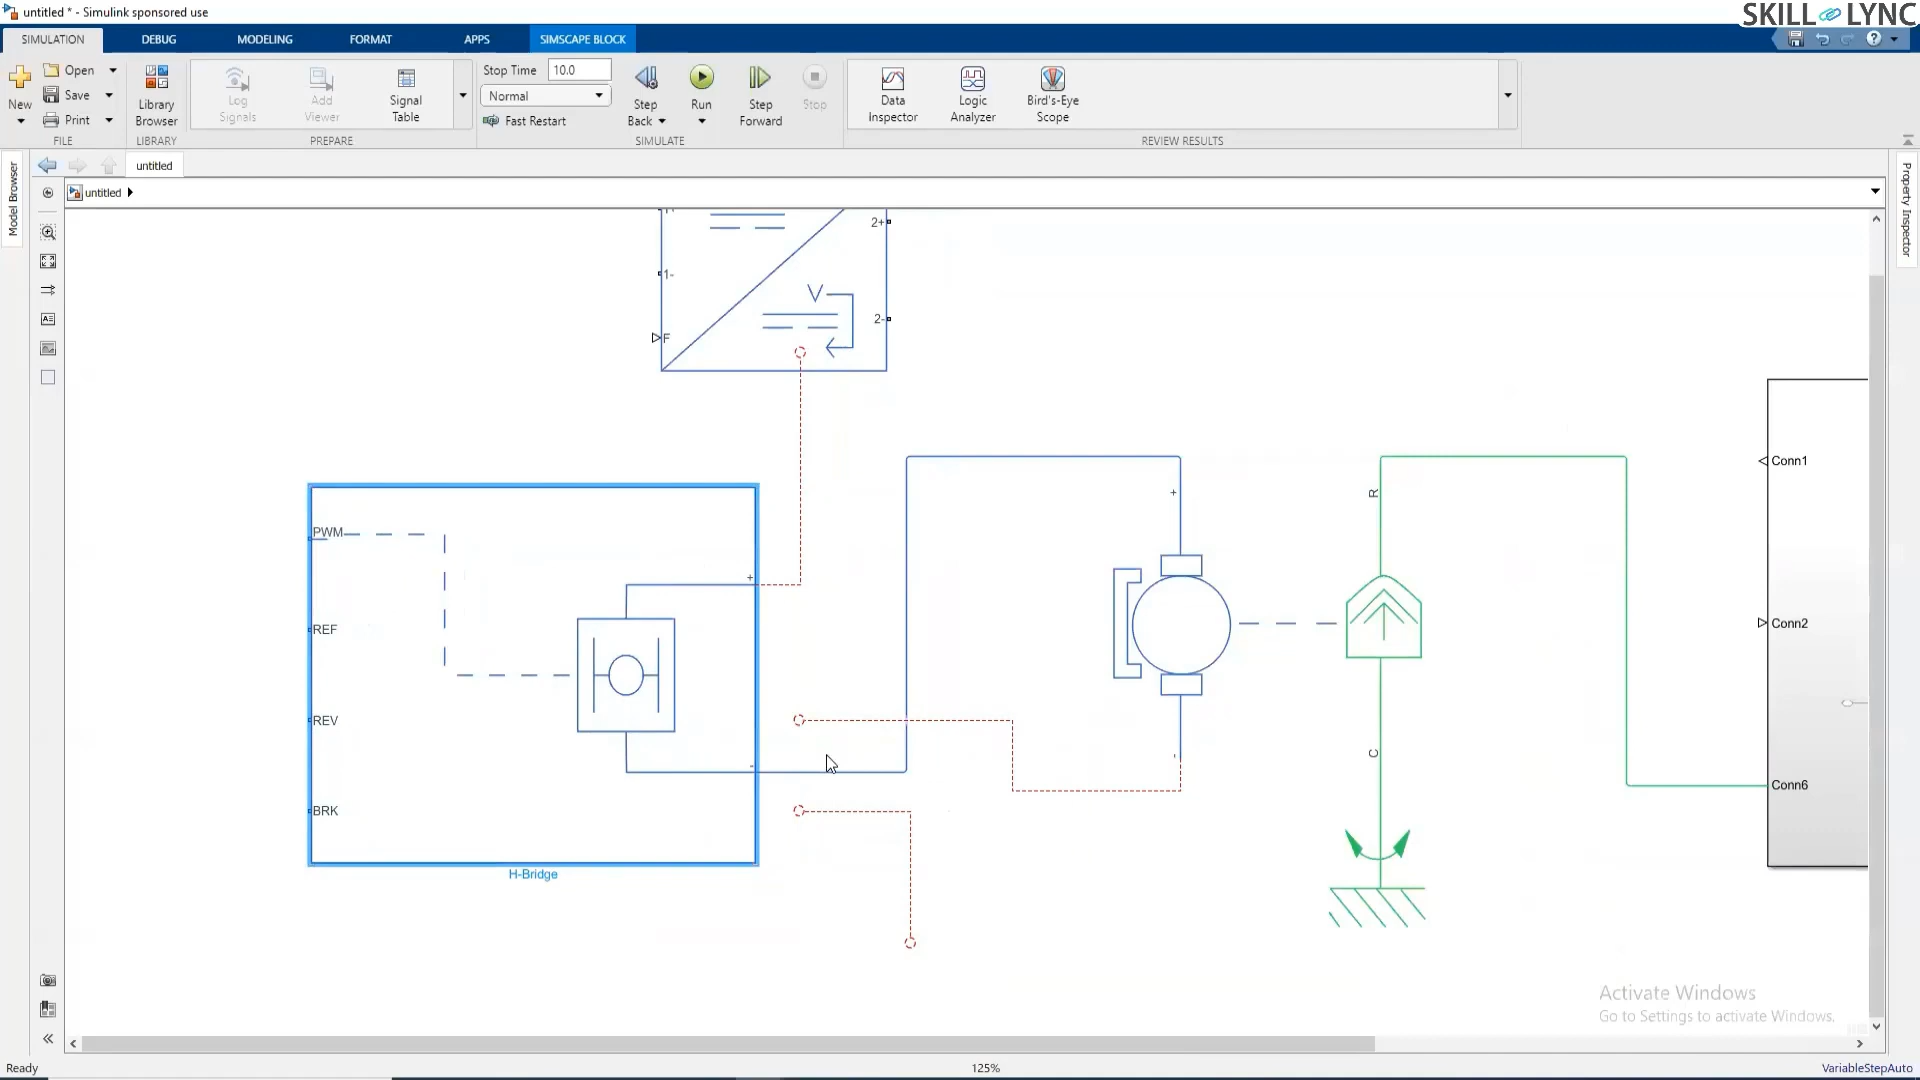 untitled * - Simulink sponsored use
SKILL LYNC
SIMULATION
DEBUG
MODELING
FORMAT
APPS
SIMSCAPE BLOCK
New
Open
Save
Print
FILE
Library
Browser
LIBRARY
Log
Signals
Add
Viewer
Signal
Table
PREPARE
Stop Time 10.0
Normal
Fast Restart
Step
Back
Run
Step
Forward
Stop
SIMULATE
Data
Inspector
Logic
Analyzer
Bird's-Eye
Scope
REVIEW RESULTS
Model Browser
untitled
untitled
Property Inspector
2+
1-
V
2-
F
Conn1
+
R
PWM
+
REF
Conn2
REV
C
-
-
Conn6
BRK
H-Bridge
Activate Windows
Go to Settings to activate Windows.
Ready
125%
VariableStepAuto